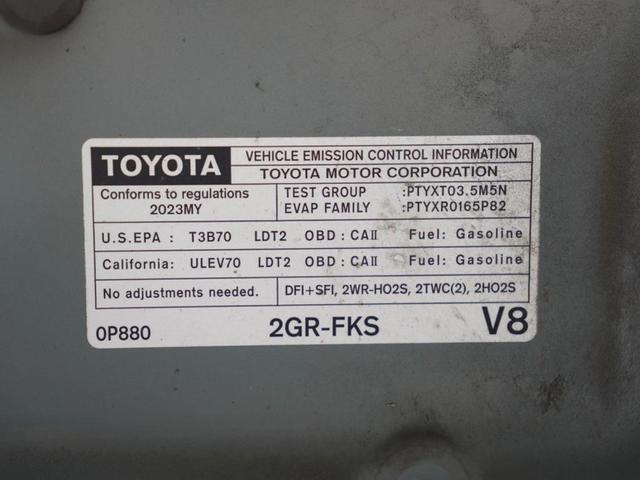 TOYOTA
VEHICLE EMISSION CONTROL INFORMATION
TOYOTA MOTOR CORPORATION
Conforms to regulations
2023MY
TEST GROUP :PTYXT03.5M5N
EVAP FAMILY :PTYXR0165P82
U.S.EPA : T3B70 LDT2 OBD : CAII Fuel: Gasoline
California: ULEV70 LDT2 OBD : CAII Fuel: Gasoline
No adjustments needed. DFI+SFI, 2WR-HO2S, 2TWC(2), 2HO2S
0P880 2GR-FKS V8